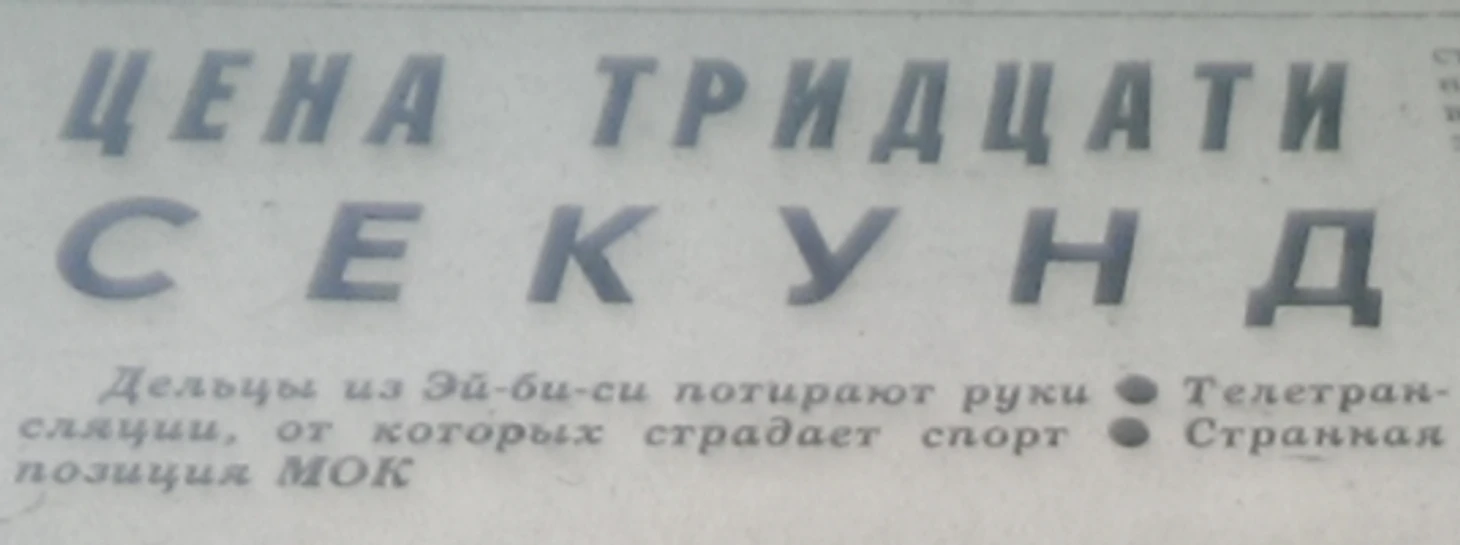 ЦЕНА ТРИДЦАТИ
СЕКУНД
Дельцы из Эй-би-си потирают руки ● Телетран-
сляции, от которых страдает спорт ● Странная
позиция МОК